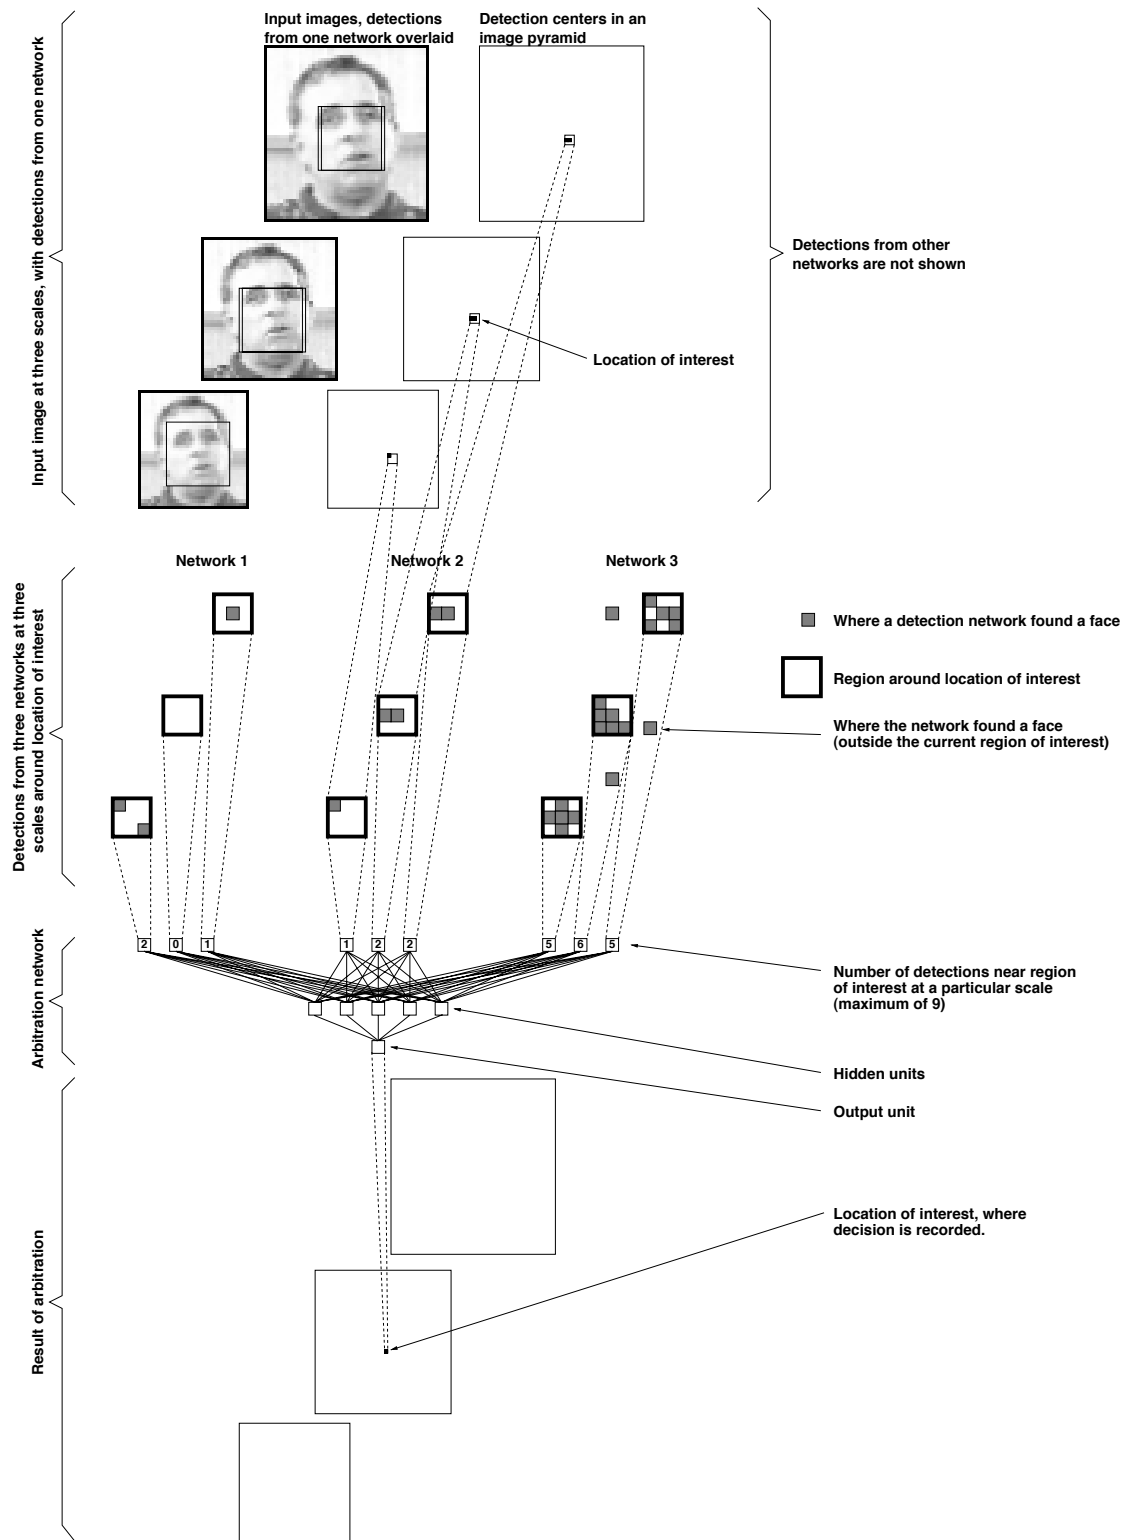 Input images, detections
from one network overlaid
Detection centers in an
image pyramid
Input image at three scales, with detections from one network
Detections from other
networks are not shown
Location of interest
Network 1
Network 2
Network 3
Detections from three networks at three
scales around location of interest
Where a detection network found a face
Region around location of interest
Where the network found a face
(outside the current region of interest)
2 0 1 1 2 2 5 6 5
Arbitration network
Number of detections near region
of interest at a particular scale
(maximum of 9)
Hidden units
Output unit
Location of interest, where
decision is recorded.
Result of arbitration